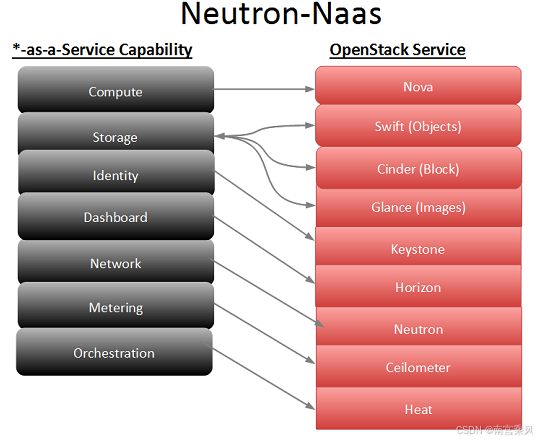 Neutron-Naas
*-as-a-Service Capability
OpenStack Service
Compute
Storage
Identity
Dashboard
Network
Metering
Orchestration
Nova
Swift (Objects)
Cinder (Block)
Glance (Images)
Keystone
Horizon
Neutron
Ceilometer
Heat
CSDN @南宫乘风